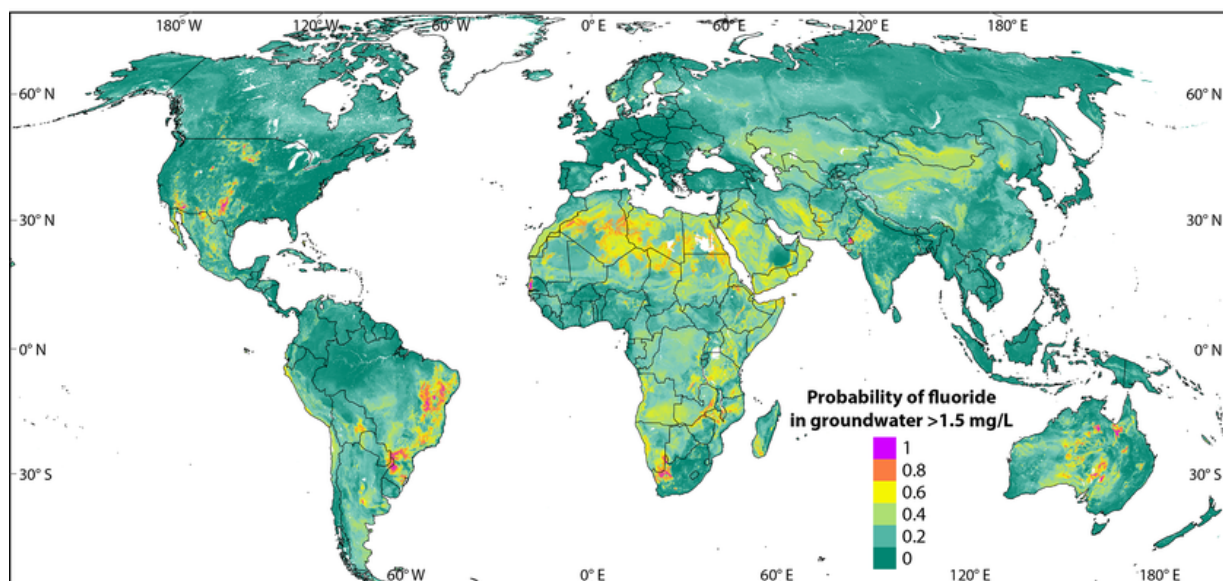 180° W 120° W 60° W 0° E 60° E 120° E 180° E
60° N 60° N
30° N 30° N
0° N 0° N
Probability of fluoride
in groundwater >1.5 mg/L
1
0.8
30° S 0.6 30° S
0.4
0.2
0
60° W 0° E 60° E 120° E 180° E